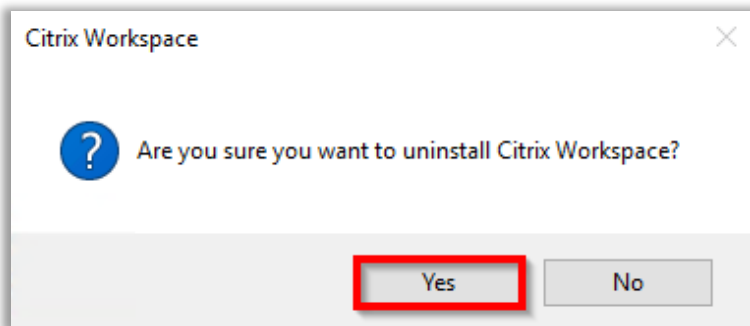 Citrix Workspace
? Are you sure you want to uninstall Citrix Workspace?
Yes No